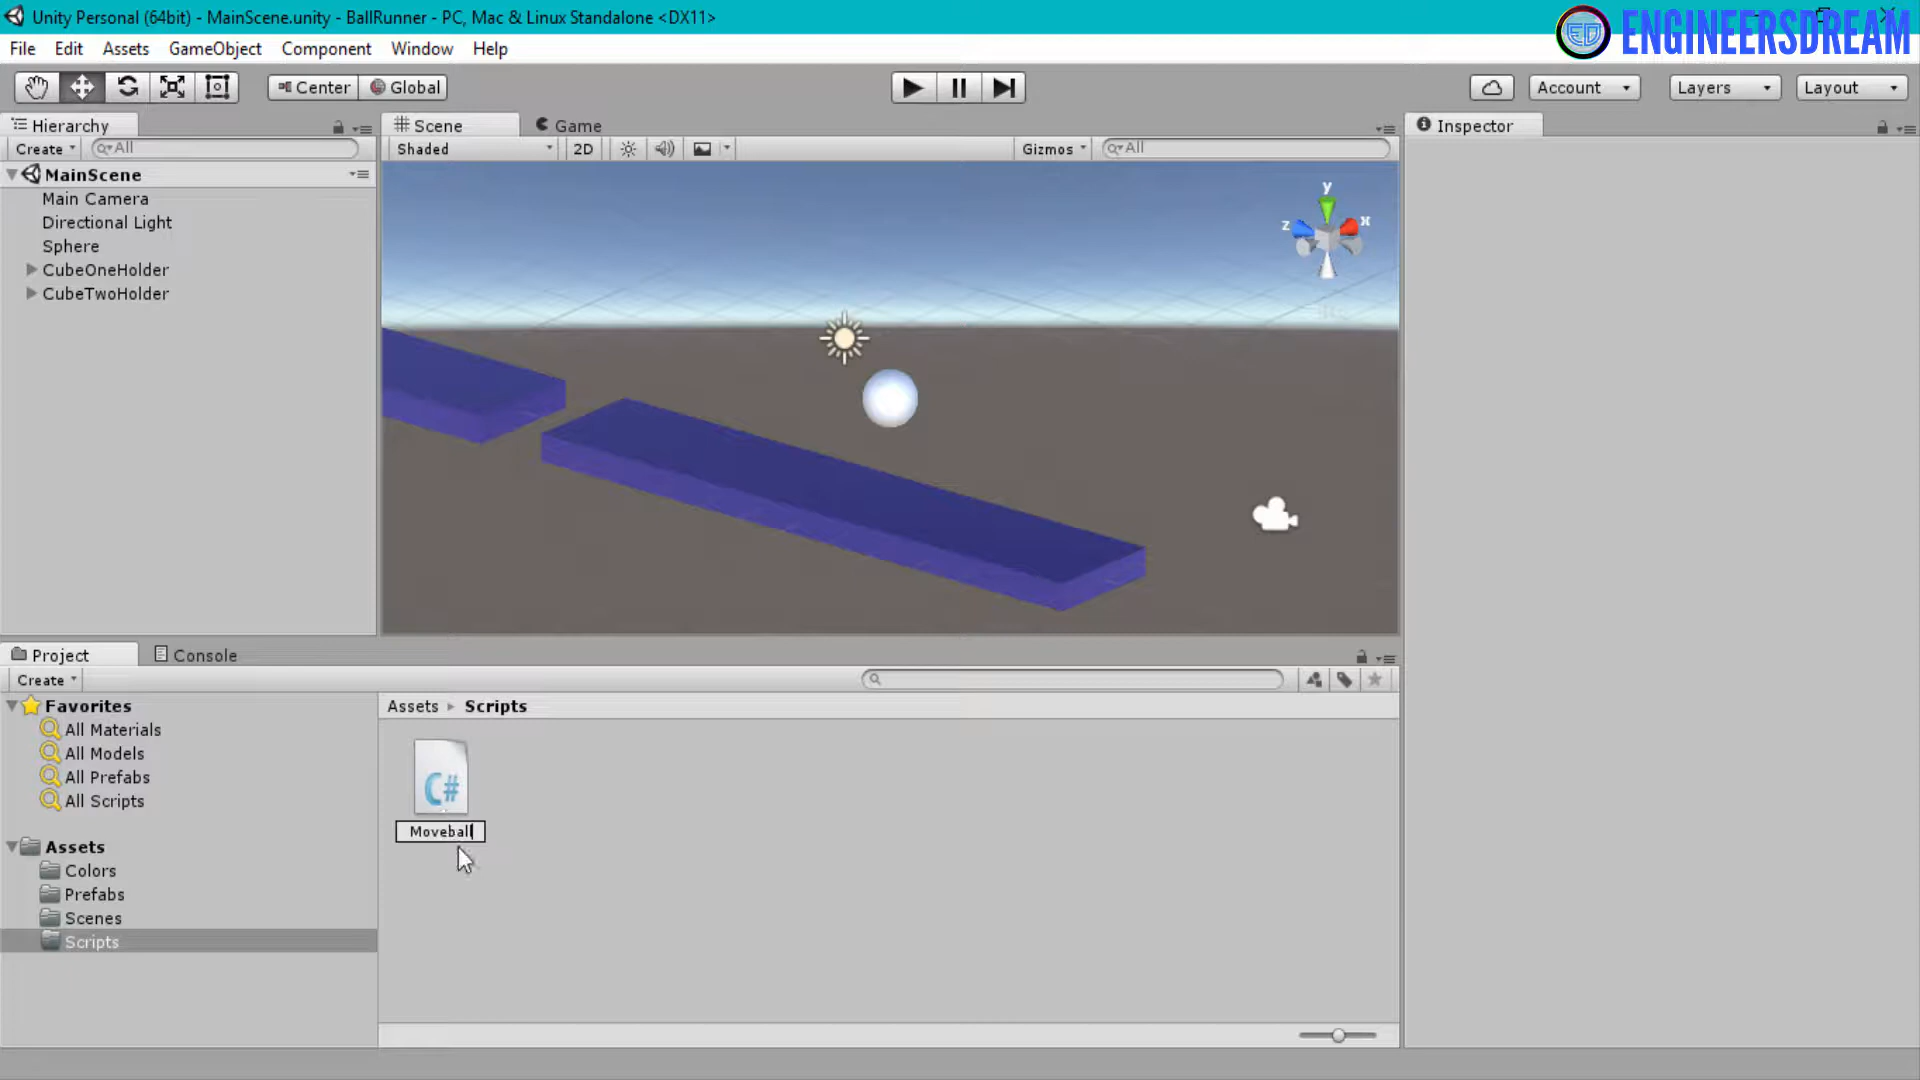 Unity Personal (64bit) - MainScene.unity - BallRunner - PC, Mac & Linux Standalone <DX11>
ED ENGINEERSDREAM
File Edit Assets GameObject Component Window Help
Center Global
Account Layers Layout
Hierarchy
Scene Game
Inspector
Create All
Shaded 2D Gizmos All
MainScene
Main Camera
Directional Light
Sphere
CubeOneHolder
CubeTwoHolder
y
z x
Project Console
Create
Favorites
All Materials
All Models
All Prefabs
All Scripts
Assets
Colors
Prefabs
Scenes
Scripts
Assets Scripts
C#
Moveball